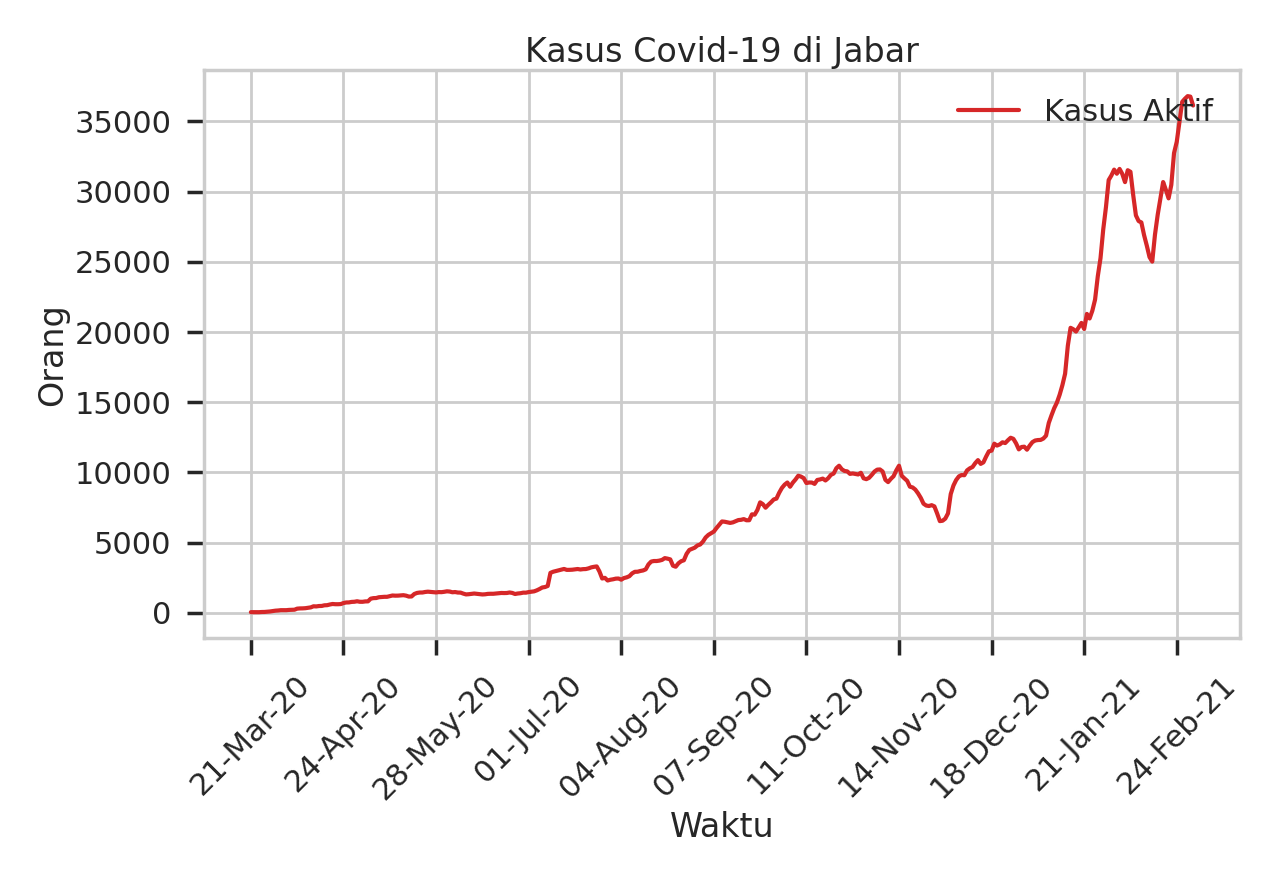 Kasus Covid-19 di Jabar
Kasus Aktif
Orang
35000
30000
25000
20000
15000
10000
5000
0
21-Mar-20
24-Apr-20
28-May-20
01-Jul-20
04-Aug-20
07-Sep-20
11-Oct-20
14-Nov-20
18-Dec-20
21-Jan-21
24-Feb-21
Waktu